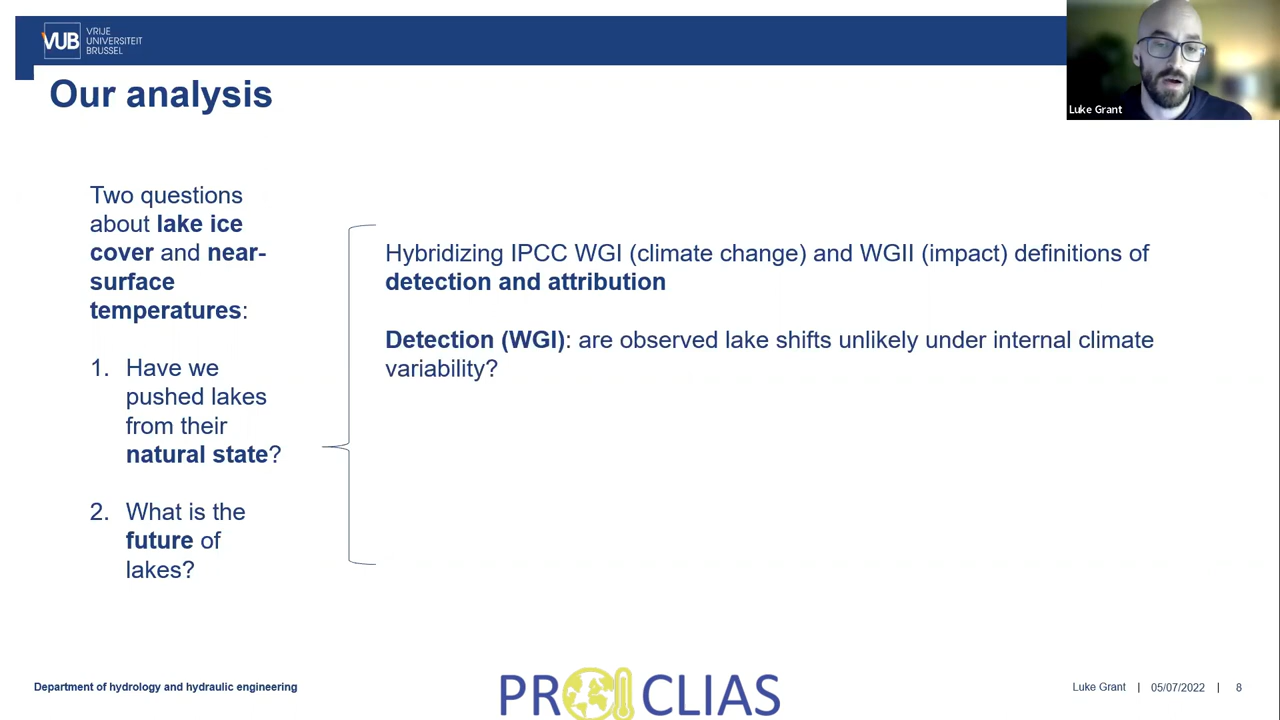 VUB
VRIJE
UNIVERSITEIT
BRUSSEL
Luke Grant
Our analysis
Two questions
about lake ice
cover and near-
surface
temperatures:
1. Have we
pushed lakes
from their
natural state?
2. What is the
future of
lakes?
Hybridizing IPCC WGI (climate change) and WGII (impact) definitions of
detection and attribution
Detection (WGI): are observed lake shifts unlikely under internal climate
variability?
Department of hydrology and hydraulic engineering
PROCLIAS
Luke Grant | 05/07/2022 | 8